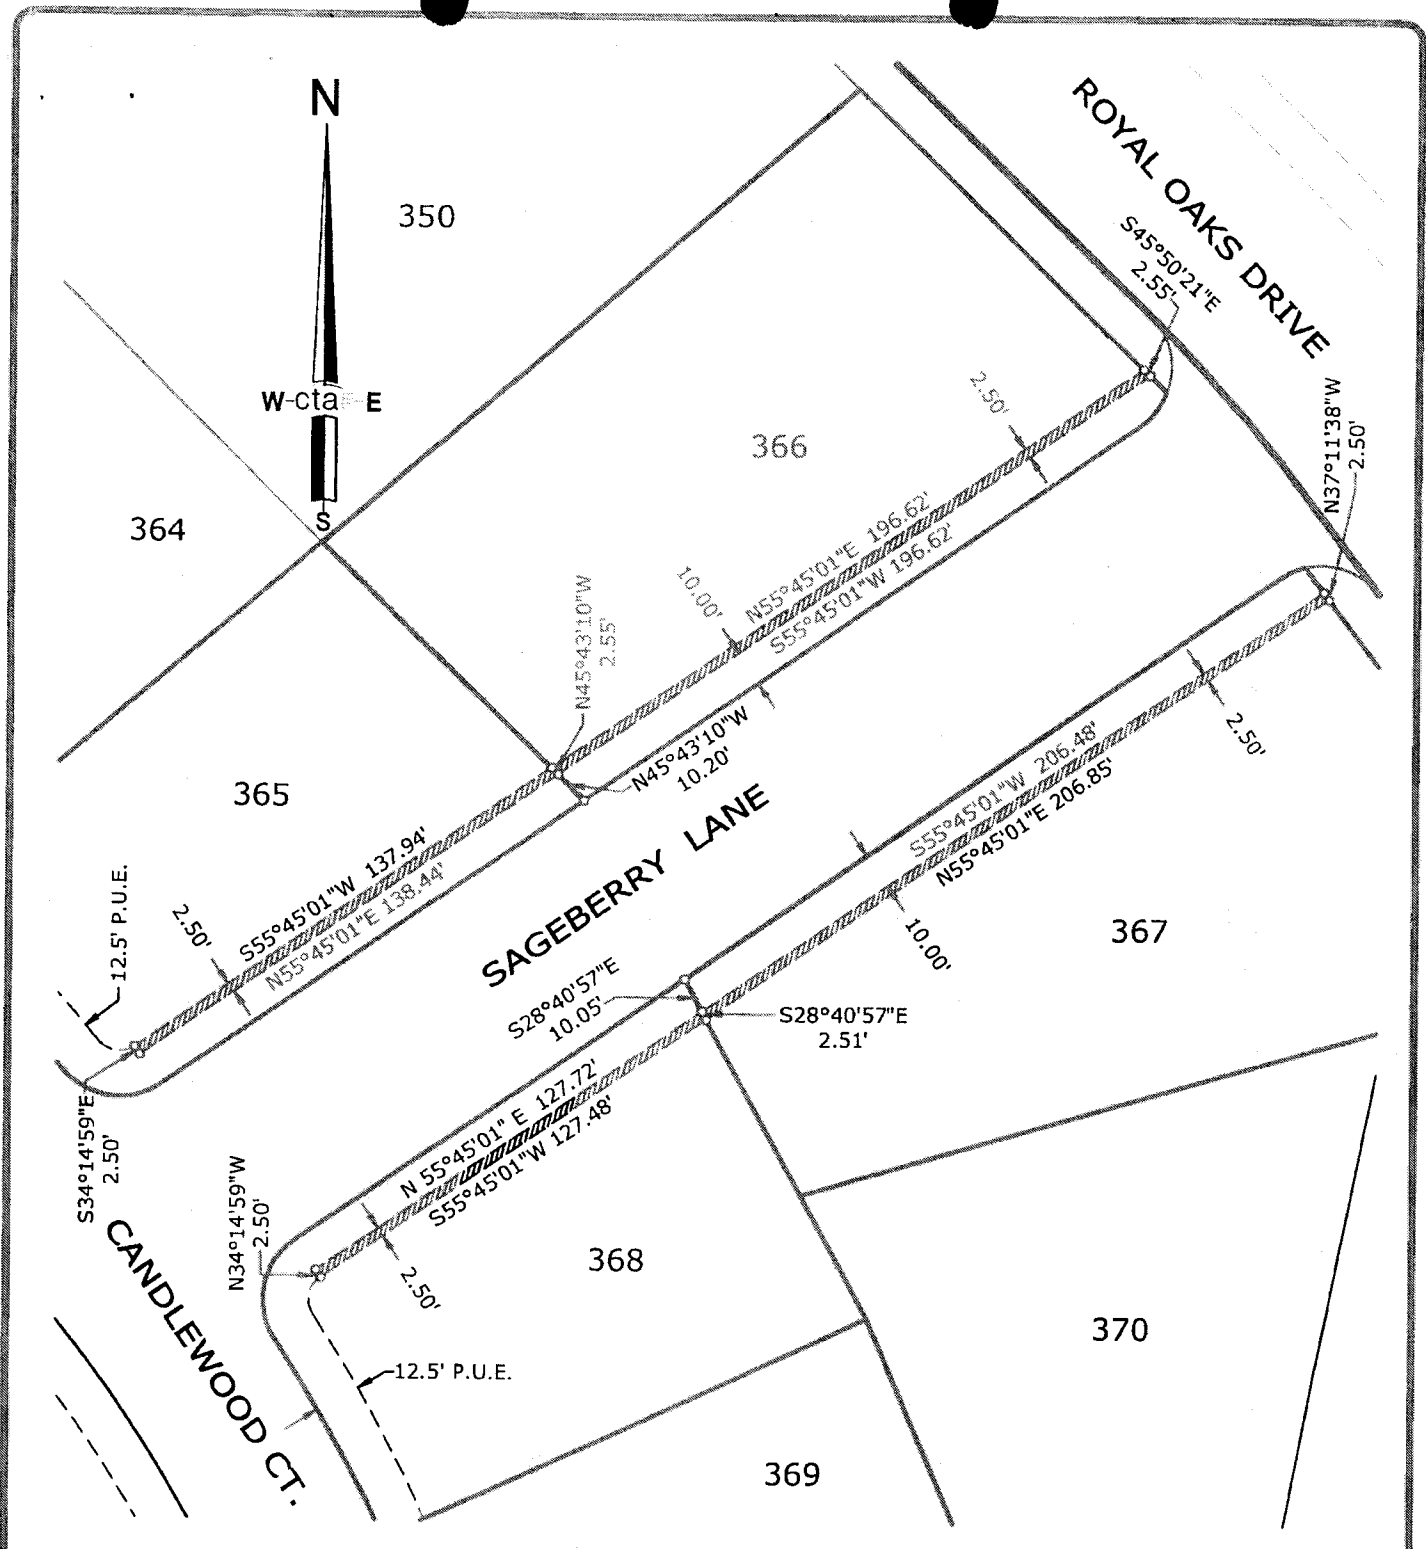 N
350
ROYAL OAKS DRIVE
S45°50'21"E
2.55'
W-cta E
S
2.50'
366
N37°11'38"W
2.50'
364
N55°45'01"E 196.62'
S55°45'01"W 196.62'
10.00'
N45°43'10"W
2.55'
N45°43'10"W
10.20'
365
2.50'
S55°45'01"W 206.48'
N55°45'01"E 206.85'
SAGEBERRY LANE
S55°45'01"W 137.94'
N55°45'01"E 138.44'
12.5' P.U.E.
2.50'
367
10.00'
S28°40'57"E
10.05'
S28°40'57"E
2.51'
N 55°45'01" E 127.72'
S55°45'01"W 127.48'
S34°14'59"E
2.50'
N34°14'59"W
2.50'
368
2.50'
CANDLEWOOD CT.
370
12.5' P.U.E.
369